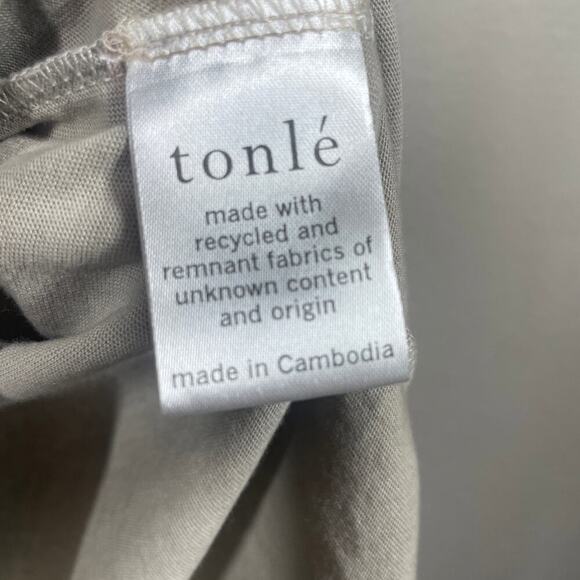 tonlé
made with
recycled and
remnant fabrics of
unknown content
and origin
made in Cambodia